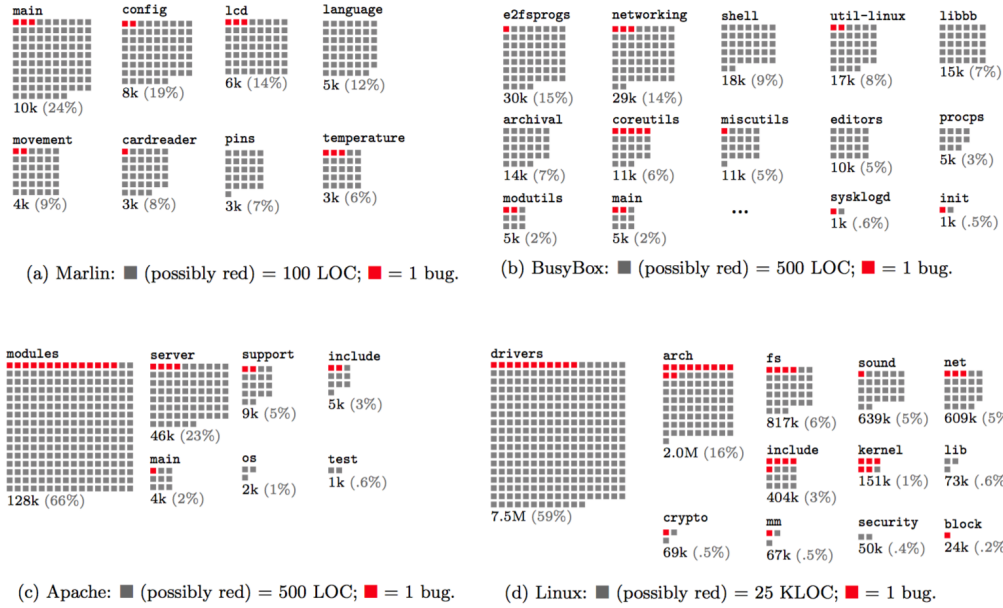 main config lcd language
10k (24%) 8k (19%) 6k (14%) 5k (12%)
movement cardreader pins temperature
4k (9%) 3k (8%) 3k (7%) 3k (6%)
(a) Marlin: (possibly red) = 100 LOC; = 1 bug.
e2fsprogs networking shell util-linux libbb
30k (15%) 29k (14%) 18k (9%) 17k (8%) 15k (7%)
archival coreutils miscutils editors procps
14k (7%) 11k (6%) 11k (5%) 10k (5%) 5k (3%)
modutils main ... sysklogd init
5k (2%) 5k (2%) 1k (.6%) 1k (.5%)
(b) BusyBox: (possibly red) = 500 LOC; = 1 bug.
modules server support include
128k (66%) 46k (23%) 9k (5%) 5k (3%)
main os test
4k (2%) 2k (1%) 1k (.6%)
(c) Apache: (possibly red) = 500 LOC; = 1 bug.
drivers arch fs sound net
7.5M (59%) 2.0M (16%) 817k (6%) 639k (5%) 609k (5%
include kernel lib
404k (3%) 151k (1%) 73k (.6%
crypto mm security block
69k (.5%) 67k (.5%) 50k (.4%) 24k (.2%
(d) Linux: (possibly red) = 25 KLOC; = 1 bug.